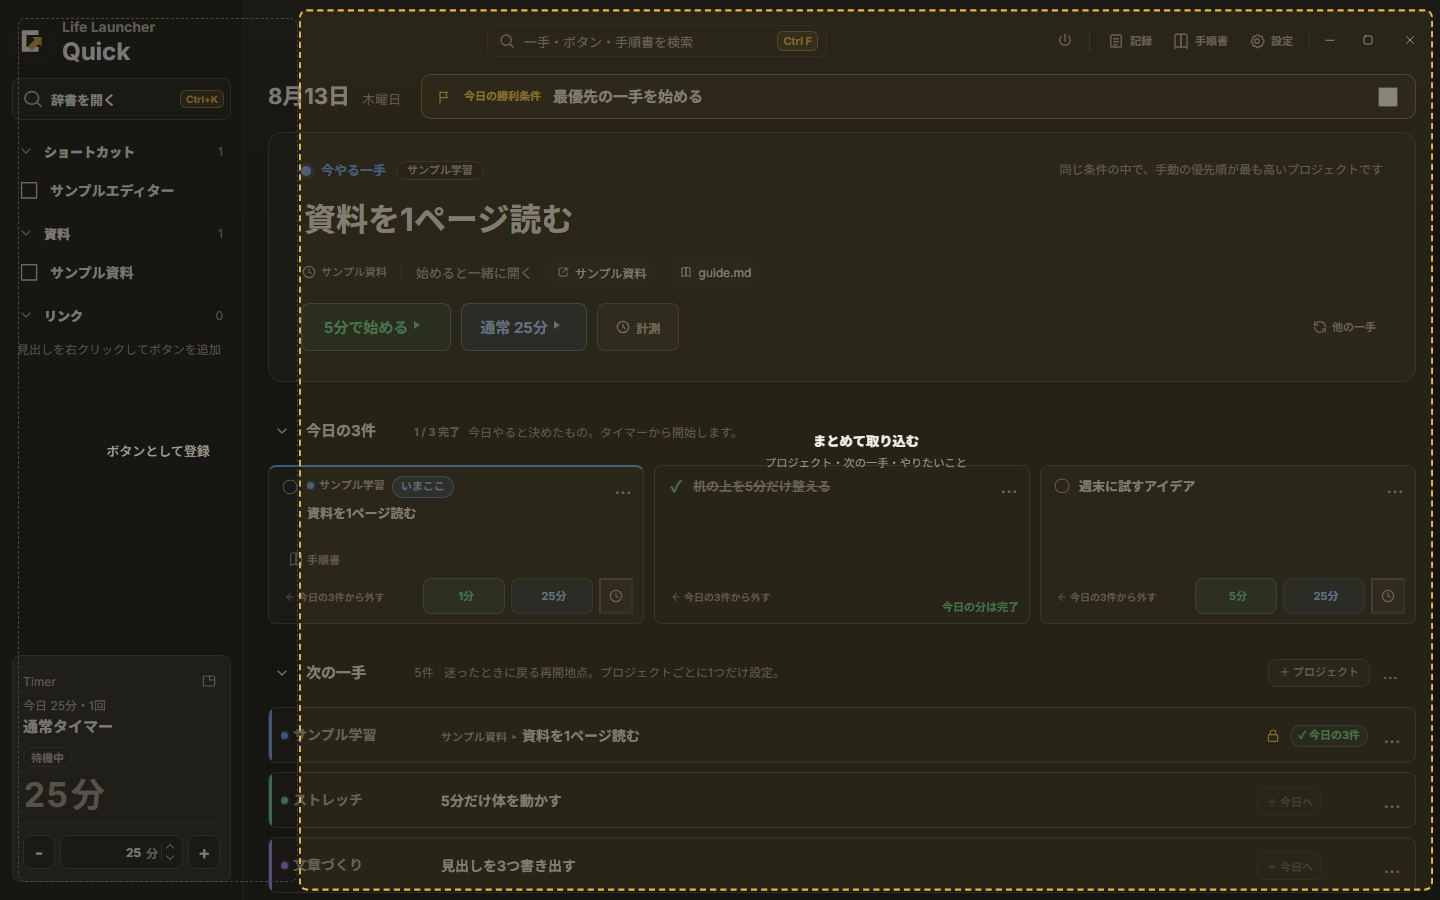 Life Launcher
Quick
辞書を開く Ctrl+K
ショートカット 1
サンプルエディター
資料 1
サンプル資料
リンク 0
見出しを右クリックしてボタンを追加
ボタンとして登録
Timer
今日 25分・1回
通常タイマー
待機中
25分
- 25 分 +
一手・ボタン・手順書を検索 Ctrl F
記録 手順書 設定
8月13日 木曜日
今日の勝利条件 最優先の一手を始める
今やる一手 サンプル学習 同じ条件の中で、手動の優先順が最も高いプロジェクトです
資料を1ページ読む
サンプル資料 始めると一緒に開く サンプル資料 guide.md
5分で始める 通常 25分 計測 他の一手
今日の3件 1 / 3 完了 今日やると決めたもの。タイマーから開始します。
まとめて取り込む
プロジェクト・次の一手・やりたいこと
サンプル学習 いまここ ...
資料を1ページ読む
手順書
← 今日の3件から外す 1分 25分
✓ 机の上を5分だけ整える ...
← 今日の3件から外す 今日の分は完了
週末に試すアイデア ...
← 今日の3件から外す 5分 25分
次の一手 5件 迷ったときに戻る再開地点。プロジェクトごとに1つだけ設定。 + プロジェクト ...
サンプル学習 サンプル資料 ▸ 資料を1ページ読む ✓ 今日の3件 ...
ストレッチ 5分だけ体を動かす + 今日へ ...
文章づくり 見出しを3つ書き出す + 今日へ ...